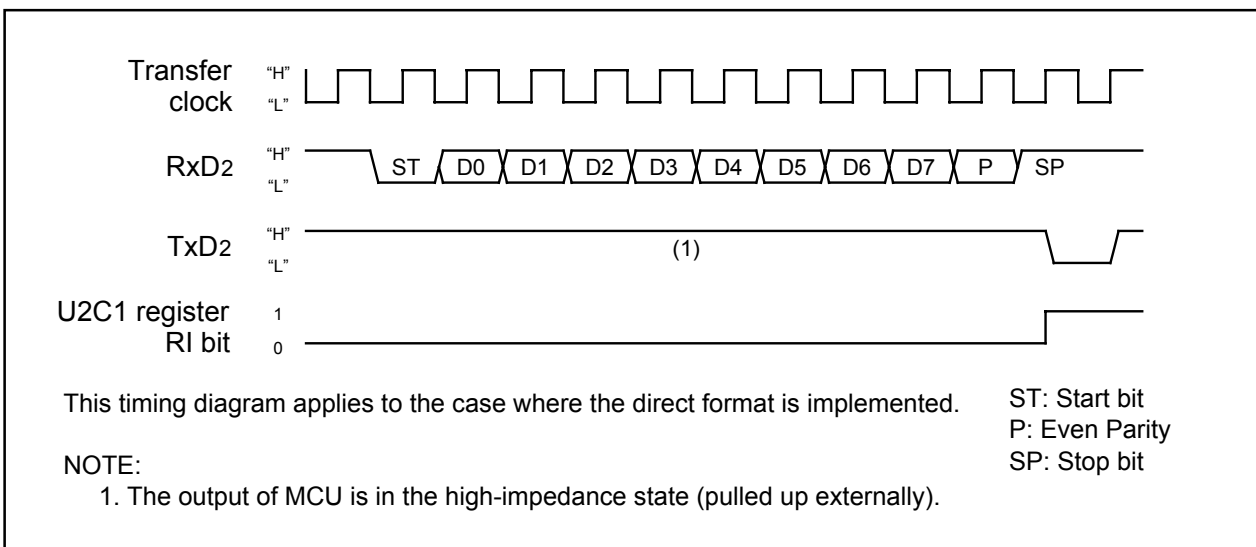 Transfer clock "H" "L"
RxD2 "H" "L" ST D0 D1 D2 D3 D4 D5 D6 D7 P SP
TxD2 "H" "L" (1)
U2C1 register RI bit 1 0
This timing diagram applies to the case where the direct format is implemented.
ST: Start bit
P: Even Parity
SP: Stop bit
NOTE:
1. The output of MCU is in the high-impedance state (pulled up externally).